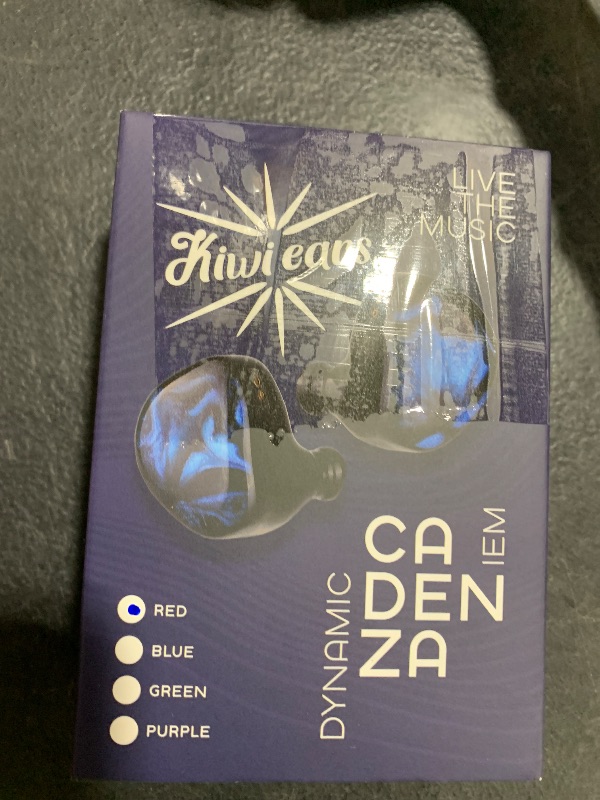 Kiwi ears
LIVE
THE
MUSIC
DYNAMIC
CA
DEN
ZA
IEM
RED
BLUE
GREEN
PURPLE